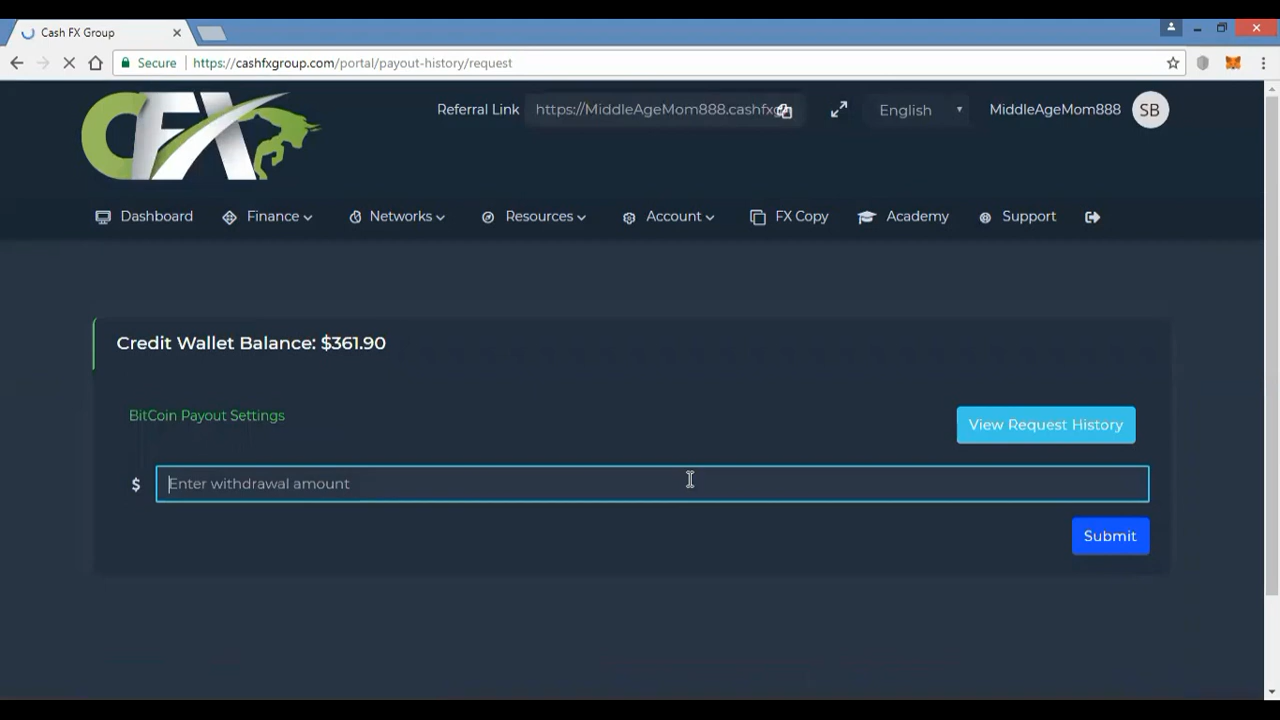 Cash FX Group
Secure https://cashfxgroup.com/portal/payout-history/request
CFX
Referral Link https://MiddleAgeMom888.cashfxg English MiddleAgeMom888 SB
Dashboard Finance Networks Resources Account FX Copy Academy Support
Credit Wallet Balance: $361.90
BitCoin Payout Settings
View Request History
$ Enter withdrawal amount
Submit